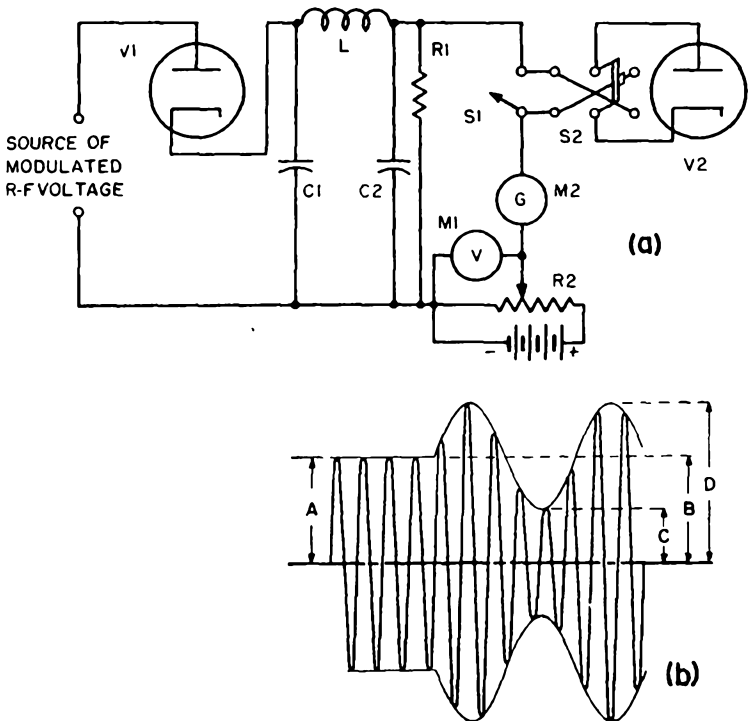 V1
L
R1
S1
S2
V2
SOURCE OF
MODULATED
R-F VOLTAGE
C1
C2
G
M2
M1
V
(a)
R2
- +
A
B
C
D
(b)